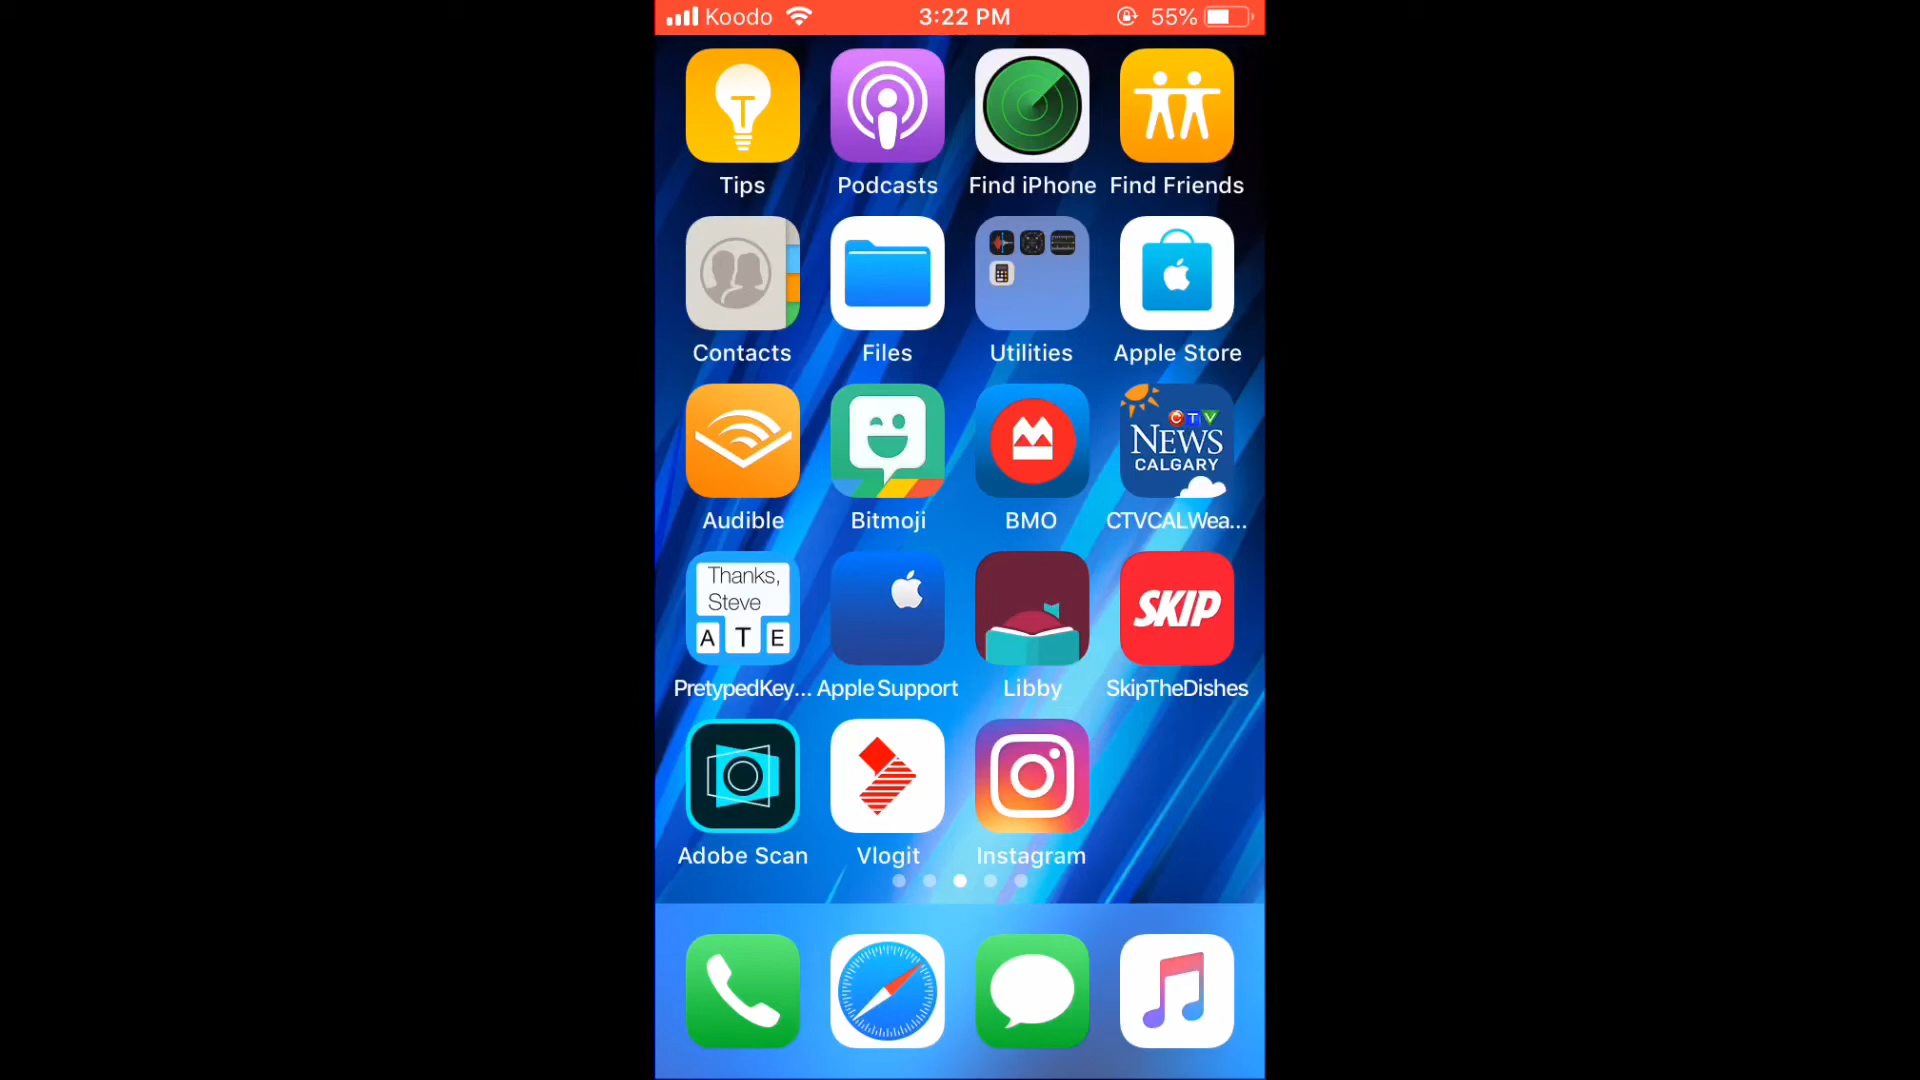 Koodo 3:22 PM 55%
Tips Podcasts Find iPhone Find Friends
Contacts Files Utilities Apple Store
CTV
NEWS
CALGARY
Audible Bitmoji BMO CTVCALWea...
Thanks,
Steve
A T E
SKIP
PretypedKey... Apple Support Libby SkipTheDishes
Adobe Scan Vlogit Instagram